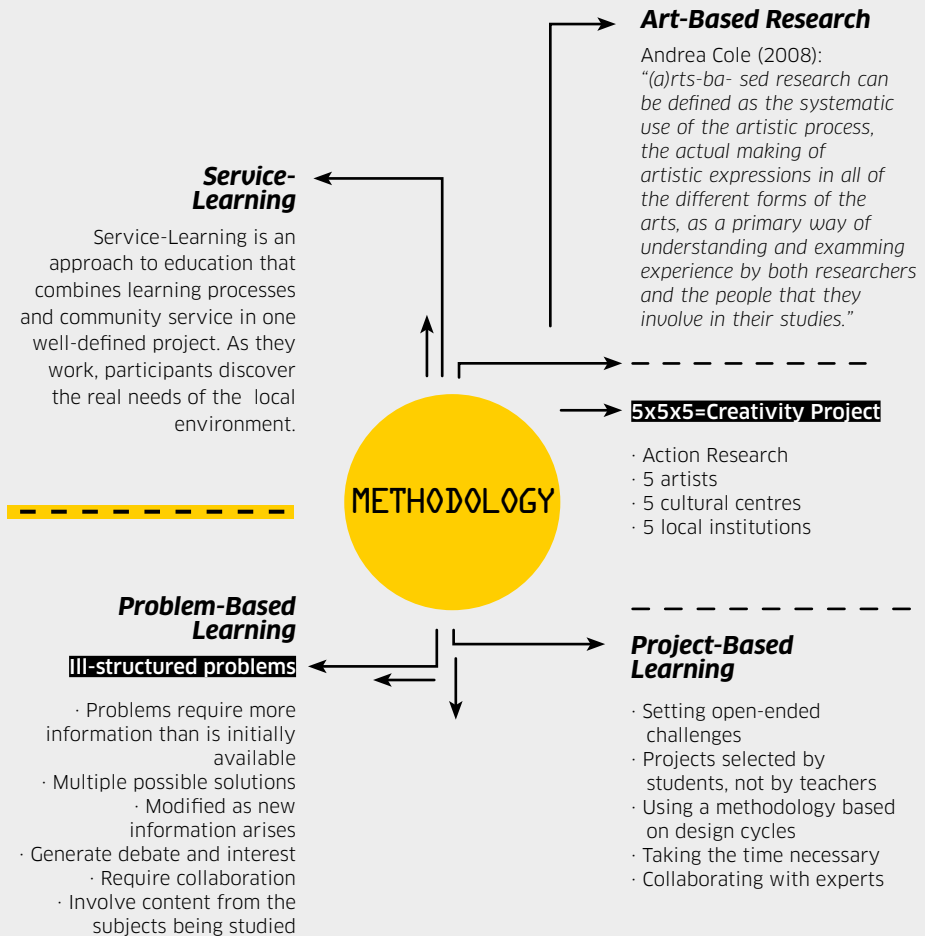 Art-Based Research
Andrea Cole (2008):
“(a)rts-ba- sed research can
be defined as the systematic
use of the artistic process,
the actual making of
artistic expressions in all of
the different forms of the
arts, as a primary way of
understanding and examming
experience by both researchers
and the people that they
involve in their studies.”
Service-
Learning
Service-Learning is an
approach to education that
combines learning processes
and community service in one
well-defined project. As they
work, participants discover
the real needs of the local
environment.
5x5x5=Creativity Project
· Action Research
· 5 artists
· 5 cultural centres
· 5 local institutions
METHODOLOGY
Problem-Based
Learning
Ill-structured problems
· Problems require more
information than is initially
available
· Multiple possible solutions
· Modified as new
information arises
· Generate debate and interest
· Require collaboration
· Involve content from the
subjects being studied
Project-Based
Learning
· Setting open-ended
challenges
· Projects selected by
students, not by teachers
· Using a methodology based
on design cycles
· Taking the time necessary
· Collaborating with experts